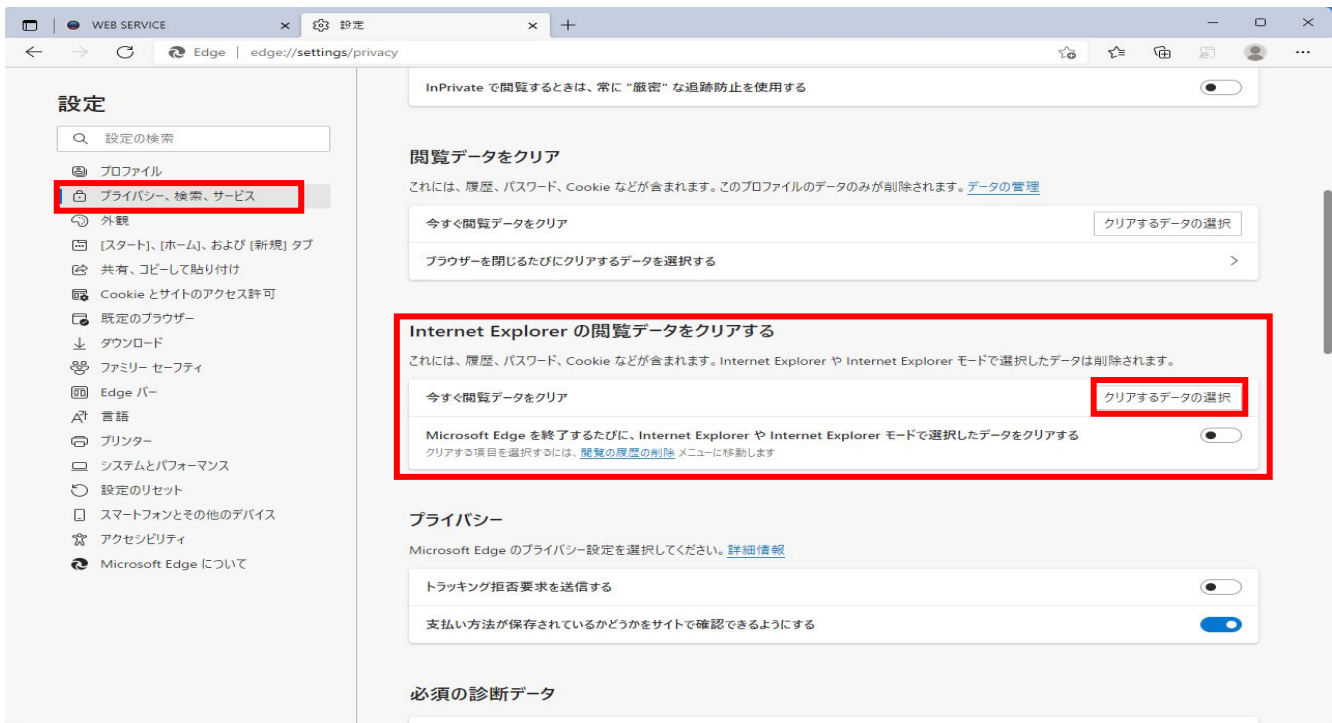 WEB SERVICE
設定
Edge | edge://settings/privacy
設定
設定の検索
プロファイル
プライバシー、検索、サービス
外観
[スタート]、[ホーム]、および [新規] タブ
共有、コピーして貼り付け
Cookie とサイトのアクセス許可
既定のブラウザー
ダウンロード
ファミリー セーフティ
Edge バー
言語
プリンター
システムとパフォーマンス
設定のリセット
スマートフォンとその他のデバイス
アクセシビリティ
Microsoft Edge について
InPrivate で閲覧するときは、常に "厳密" な追跡防止を使用する
閲覧データをクリア
これには、履歴、パスワード、Cookie などが含まれます。このプロファイルのデータのみが削除されます。データの管理
今すぐ閲覧データをクリア
クリアするデータの選択
ブラウザーを閉じるたびにクリアするデータを選択する
Internet Explorer の閲覧データをクリアする
これには、履歴、パスワード、Cookie などが含まれます。Internet Explorer や Internet Explorer モードで選択したデータは削除されます。
今すぐ閲覧データをクリア
クリアするデータの選択
Microsoft Edge を終了するたびに、Internet Explorer や Internet Explorer モードで選択したデータをクリアする
クリアする項目を選択するには、閲覧の履歴の削除 メニューに移動します
プライバシー
Microsoft Edge のプライバシー設定を選択してください。詳細情報
トラッキング拒否要求を送信する
支払い方法が保存されているかどうかをサイトで確認できるようにする
必須の診断データ